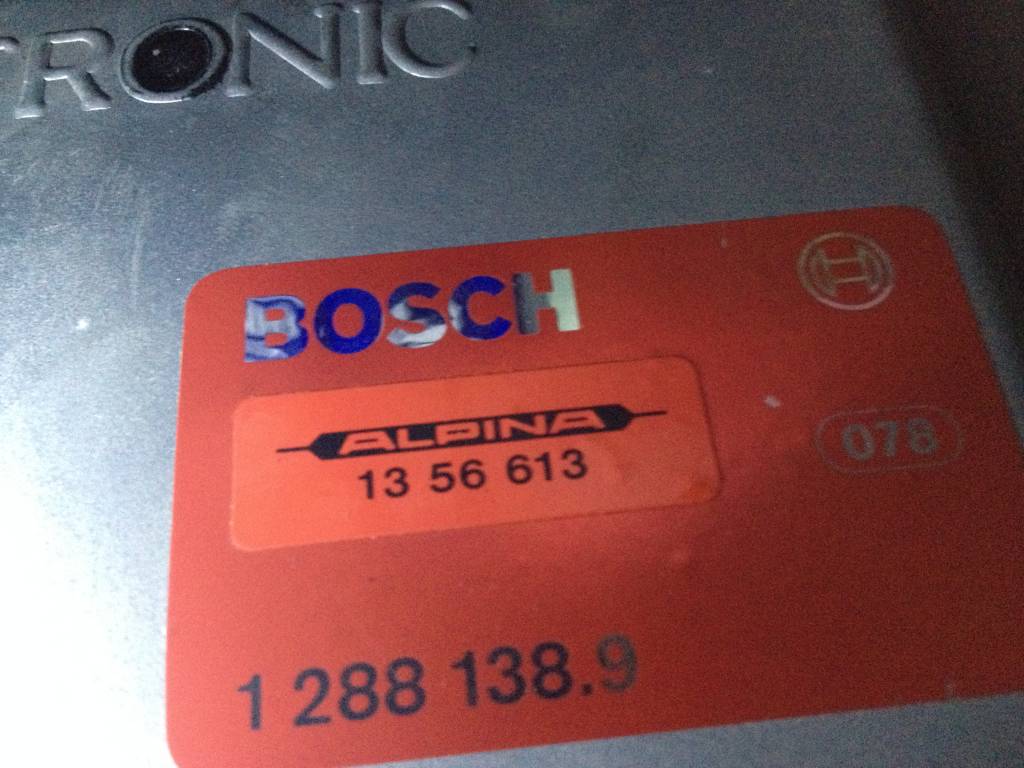 TRONIC
BOSCH
ALPINA
13 56 613
078
1 288 138.9